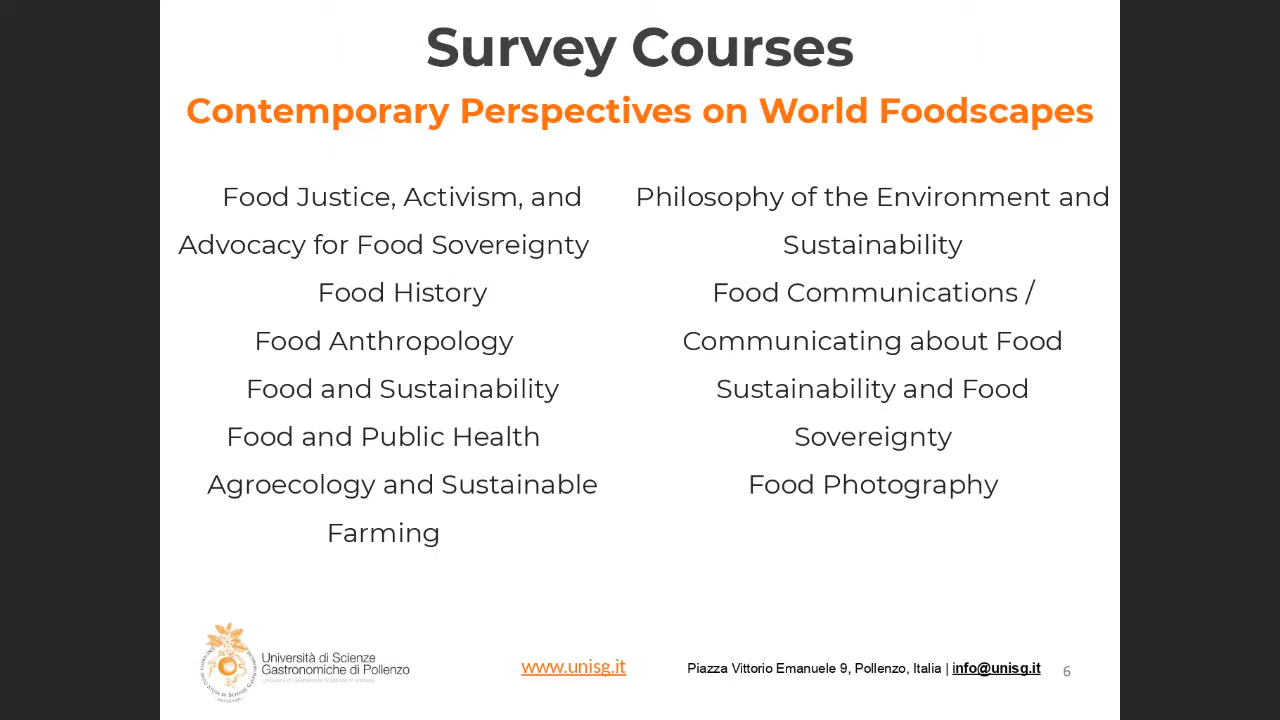 Survey Courses
Contemporary Perspectives on World Foodscapes
Food Justice, Activism, and
Advocacy for Food Sovereignty
Food History
Food Anthropology
Food and Sustainability
Food and Public Health
Agroecology and Sustainable
Farming
Philosophy of the Environment and
Sustainability
Food Communications /
Communicating about Food
Sustainability and Food
Sovereignty
Food Photography
Università di Scienze
Gastronomiche di Pollenzo
www.unisg.it
Piazza Vittorio Emanuele 9, Pollenzo, Italia | info@unisg.it
6